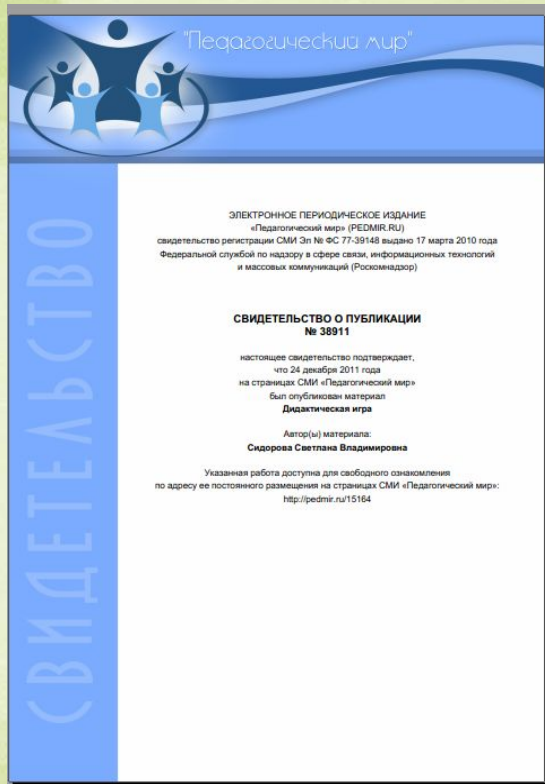 "Педагогический мир"
СВИДЕТЕЛЬСТВО
ЭЛЕКТРОННОЕ ПЕРИОДИЧЕСКОЕ ИЗДАНИЕ
«Педагогический мир» (PEDMIR.RU)
свидетельство регистрации СМИ Эл № ФС 77-39148 выдано 17 марта 2010 года
Федеральной службой по надзору в сфере связи, информационных технологий
и массовых коммуникаций (Роскомнадзор)
СВИДЕТЕЛЬСТВО О ПУБЛИКАЦИИ
№ 38911
настоящее свидетельство подтверждает,
что 24 декабря 2011 года
на страницах СМИ «Педагогический мир»
был опубликован материал
Дидактическая игра
Автор(ы) материала:
Сидорова Светлана Владимировна
Указанная работа доступна для свободного ознакомления
по адресу ее постоянного размещения на страницах СМИ «Педагогический мир»:
http://pedmir.ru/15164